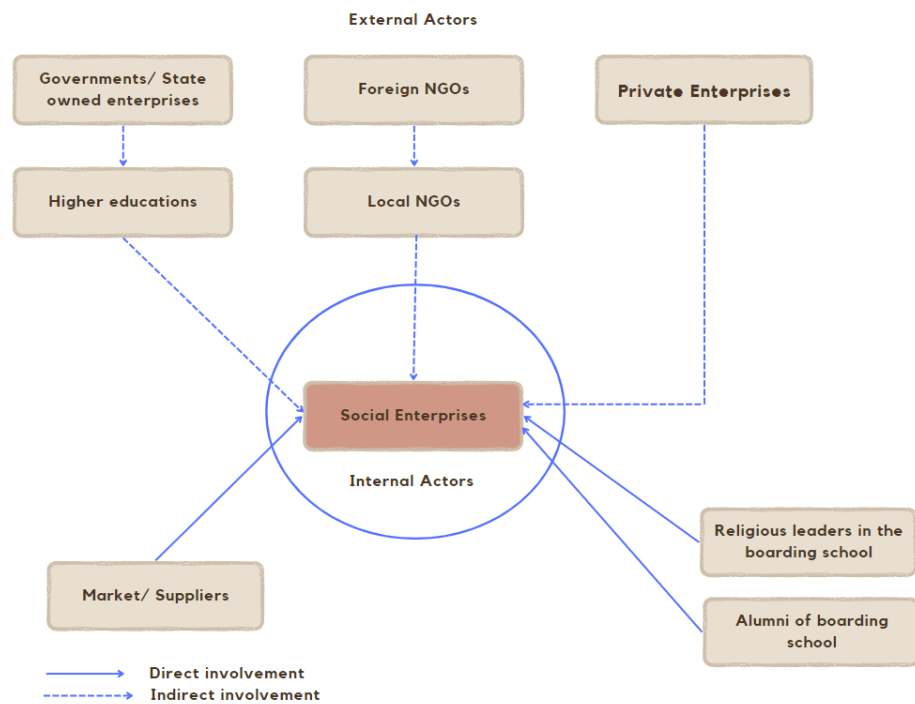 External Actors
Governments/ State
owned enterprises
Foreign NGOs
Private Enterprises
Higher educations
Local NGOs
Social Enterprises
Internal Actors
Religious leaders in the
boarding school
Market/ Suppliers
Alumni of boarding
school
Direct involvement
Indirect involvement